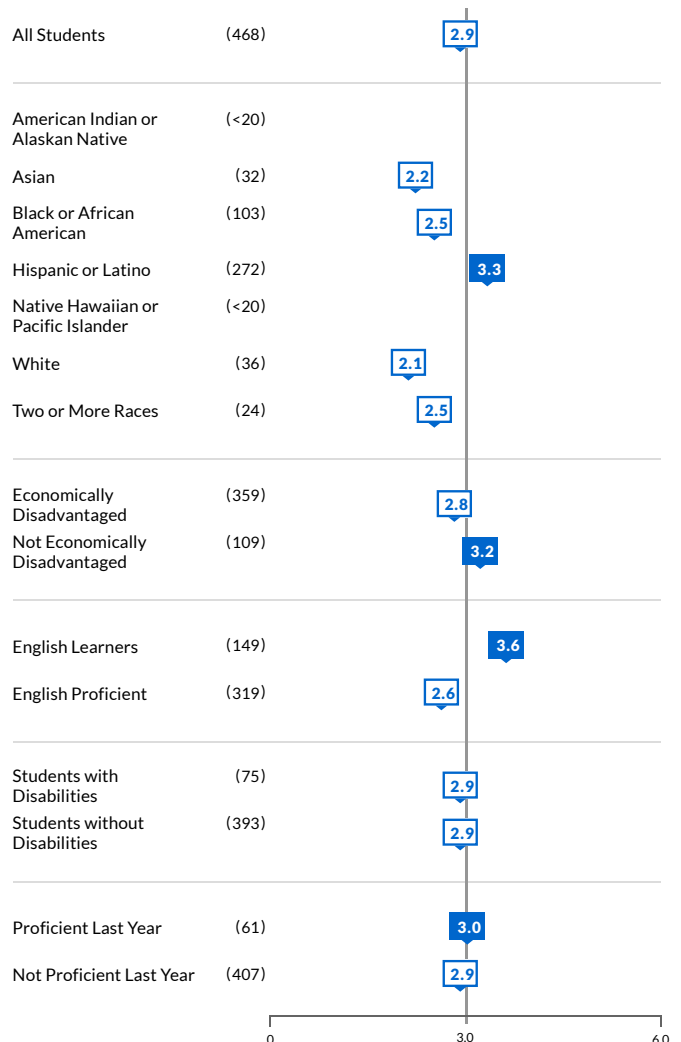 All Students (468) 2.9
American Indian or (<20)
Alaskan Native
Asian (32) 2.2
Black or African (103) 2.5
American
Hispanic or Latino (272) 3.3
Native Hawaiian or (<20)
Pacific Islander
White (36) 2.1
Two or More Races (24) 2.5
Economically (359) 2.8
Disadvantaged
Not Economically (109) 3.2
Disadvantaged
English Learners (149) 3.6
English Proficient (319) 2.6
Students with (75) 2.9
Disabilities
Students without (393) 2.9
Disabilities
Proficient Last Year (61) 3.0
Not Proficient Last Year (407) 2.9
0 3.0 6.0